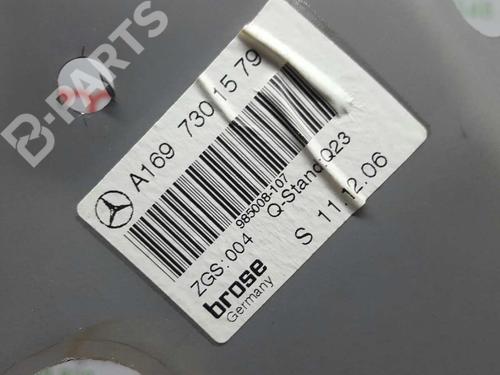 B-PARTS
A169 730 15 79
985008-107
ZGS: 004 Q-Stand:Q23
brose S 11.12.06
Germany